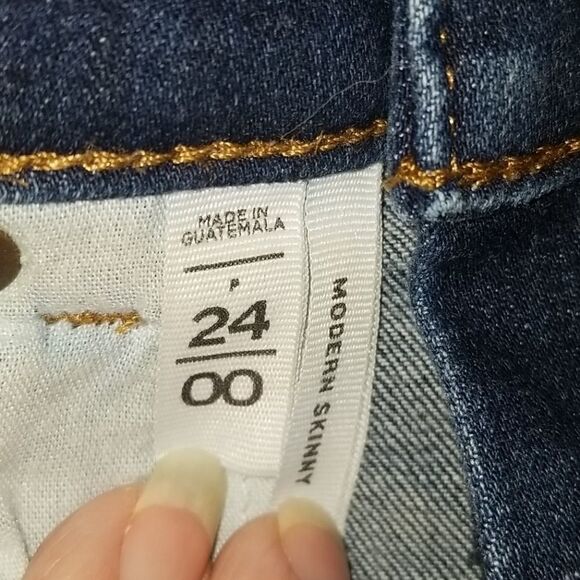 MADE IN
GUATEMALA
P
24
00
MODERN SKINNY